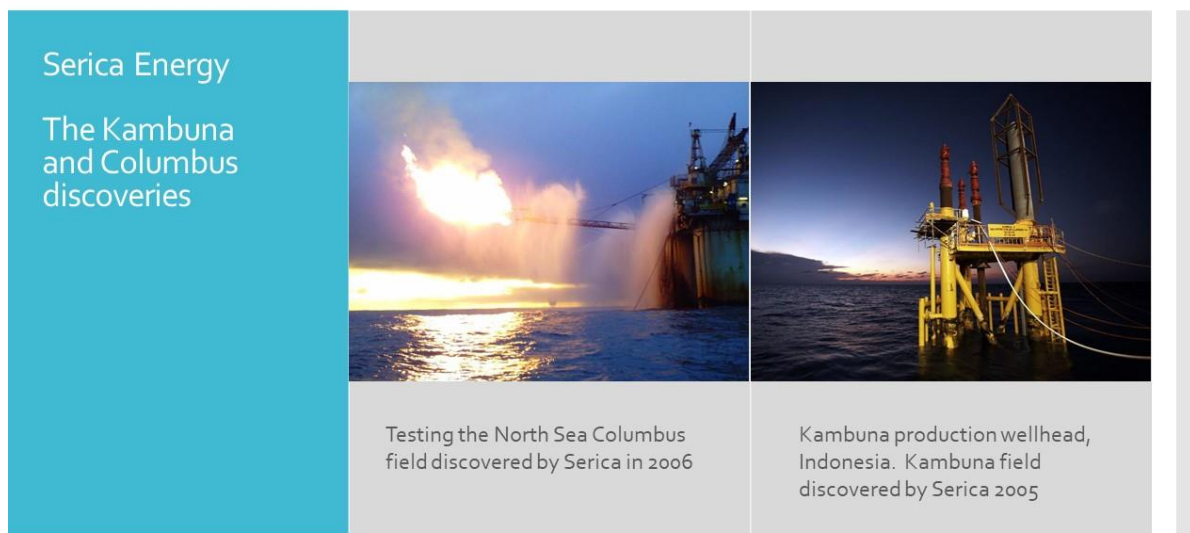 Serica Energy
The Kambuna
and Columbus
discoveries
Testing the North Sea Columbus
field discovered by Serica in 2006
Kambuna production wellhead,
Indonesia. Kambuna field
discovered by Serica 2005